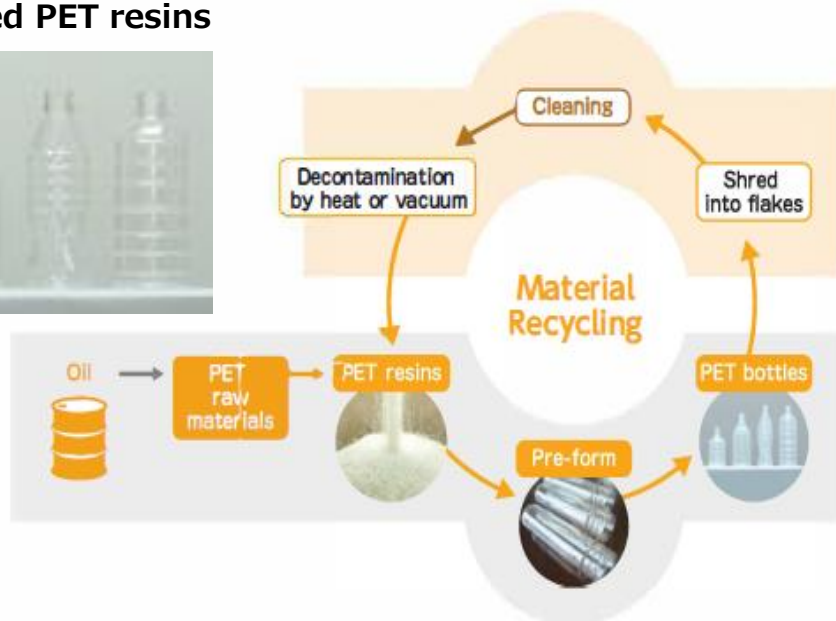 ed PET resins
Cleaning
Decontamination
by heat or vacuum
Shred
into flakes
Material
Recycling
Oil
PET
raw
materials
PET resins
PET bottles
Pre-form